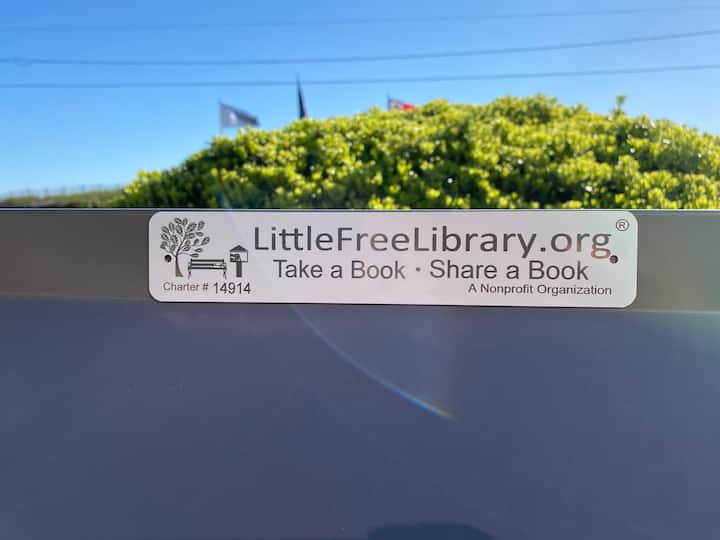 LittleFreeLibrary.org®
Take a Book · Share a Book
Charter # 14914
A Nonprofit Organization